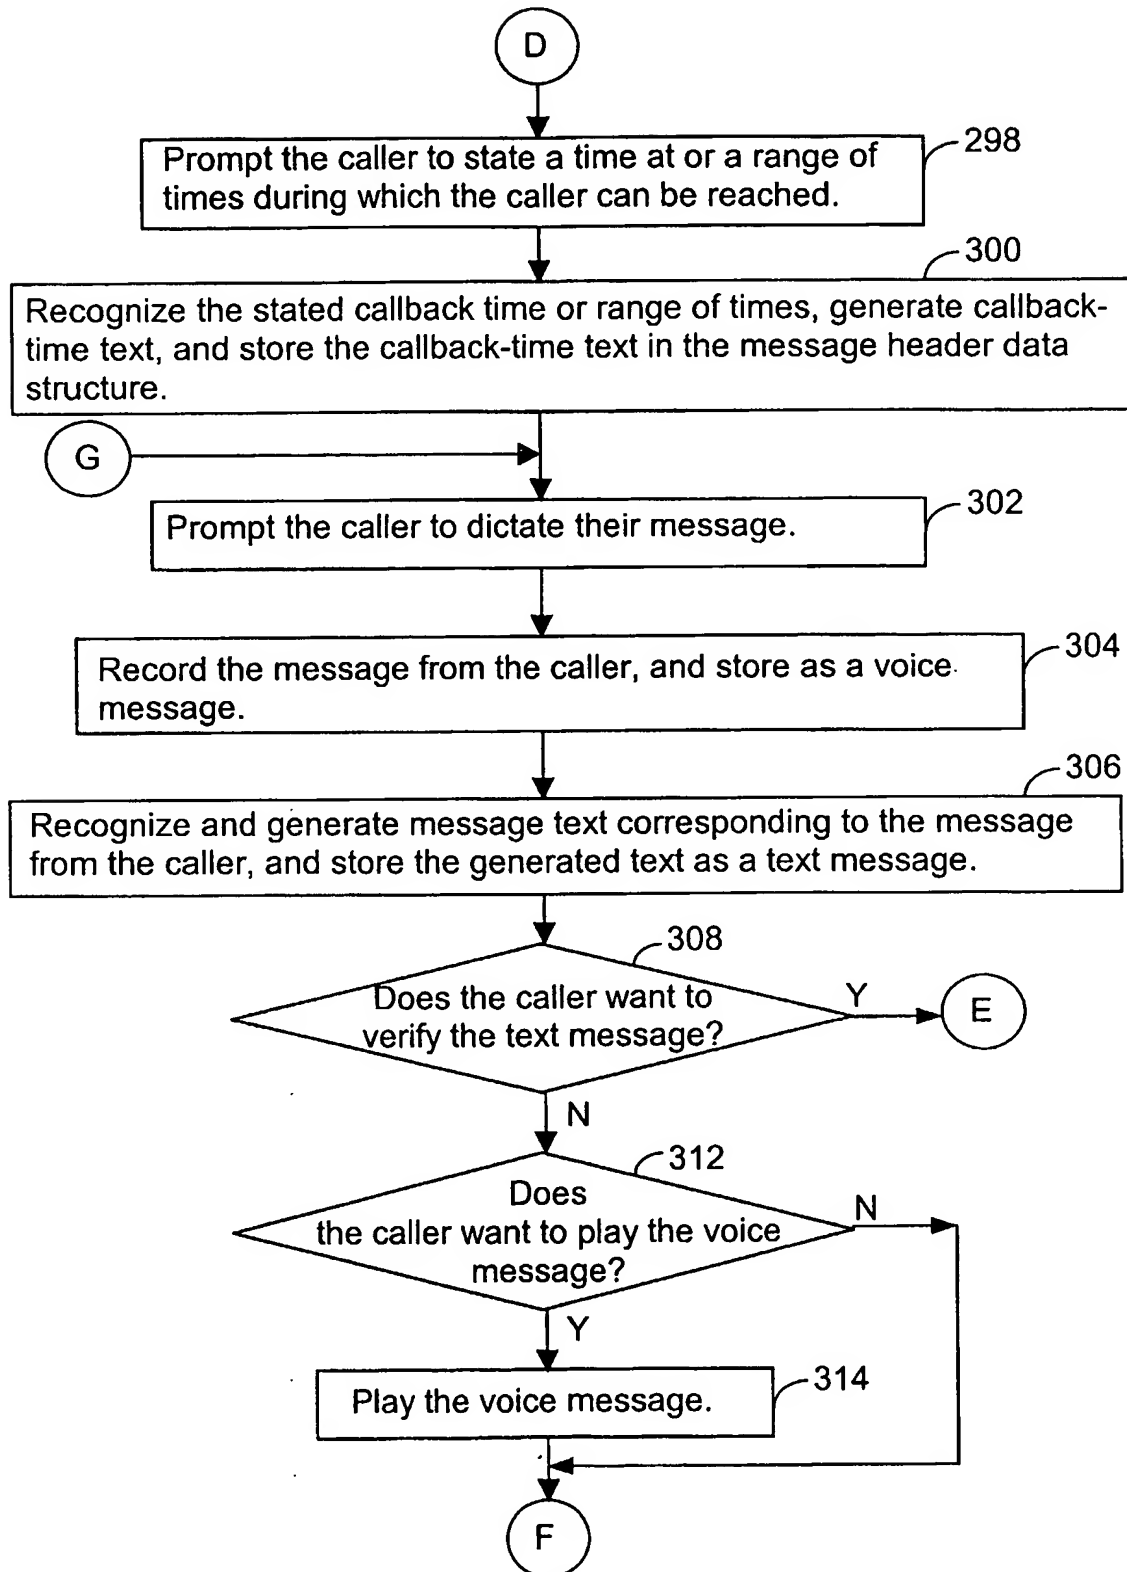 D
298
Prompt the caller to state a time at or a range of
times during which the caller can be reached.
300
Recognize the stated callback time or range of times, generate callback-
time text, and store the callback-time text in the message header data
structure.
G
302
Prompt the caller to dictate their message.
304
Record the message from the caller, and store as a voice
message.
306
Recognize and generate message text corresponding to the message
from the caller, and store the generated text as a text message.
308
Does the caller want to
verify the text message?
Y
E
N
312
Does
the caller want to play the voice
message?
N
Y
314
Play the voice message.
F